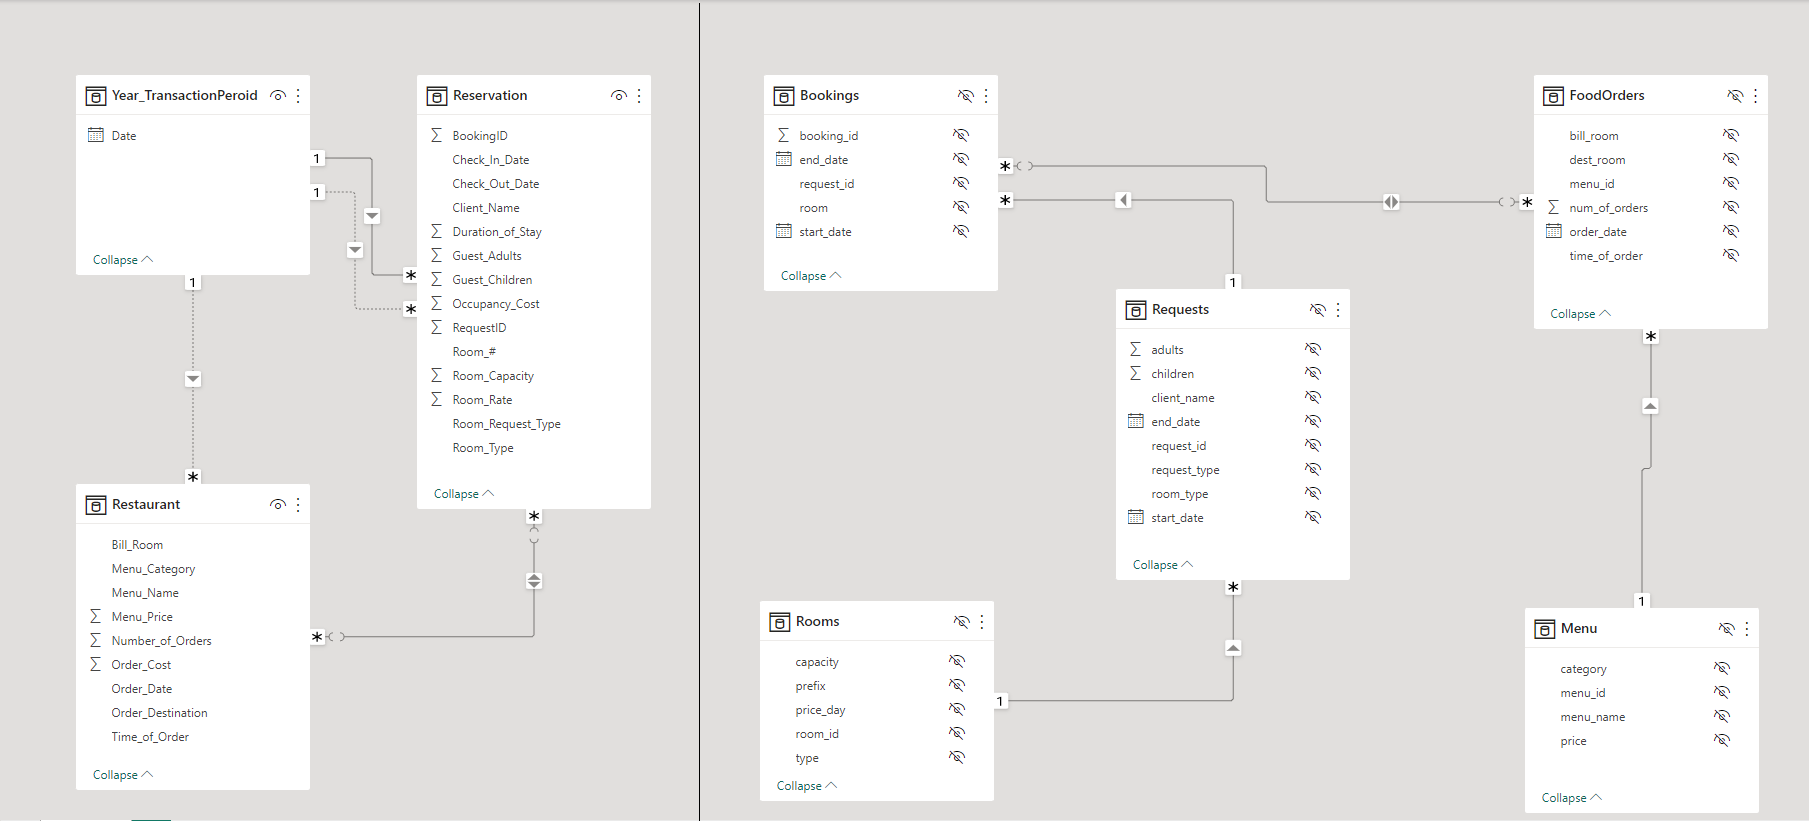 Year_TransactionPeroid
Date
1
1
Collapse
1
*
Reservation
BookingID
Check_In_Date
Check_Out_Date
Client_Name
Duration_of_Stay
Guest_Adults
Guest_Children
Occupancy_Cost
RequestID
Room_#
Room_Capacity
Room_Rate
Room_Request_Type
Room_Type
Collapse
*
*
*
Restaurant
Bill_Room
Menu_Category
Menu_Name
Menu_Price
Number_of_Orders
Order_Cost
Order_Date
Order_Destination
Time_of_Order
Collapse
*
Bookings
booking_id
end_date
request_id
room
start_date
Collapse
*
*
Requests
1
adults
children
client_name
end_date
request_id
request_type
room_type
start_date
Collapse
*
Rooms
capacity
prefix
price_day
room_id
type
Collapse
1
FoodOrders
bill_room
dest_room
menu_id
num_of_orders
order_date
time_of_order
Collapse
*
*
1
Menu
category
menu_id
menu_name
price
Collapse